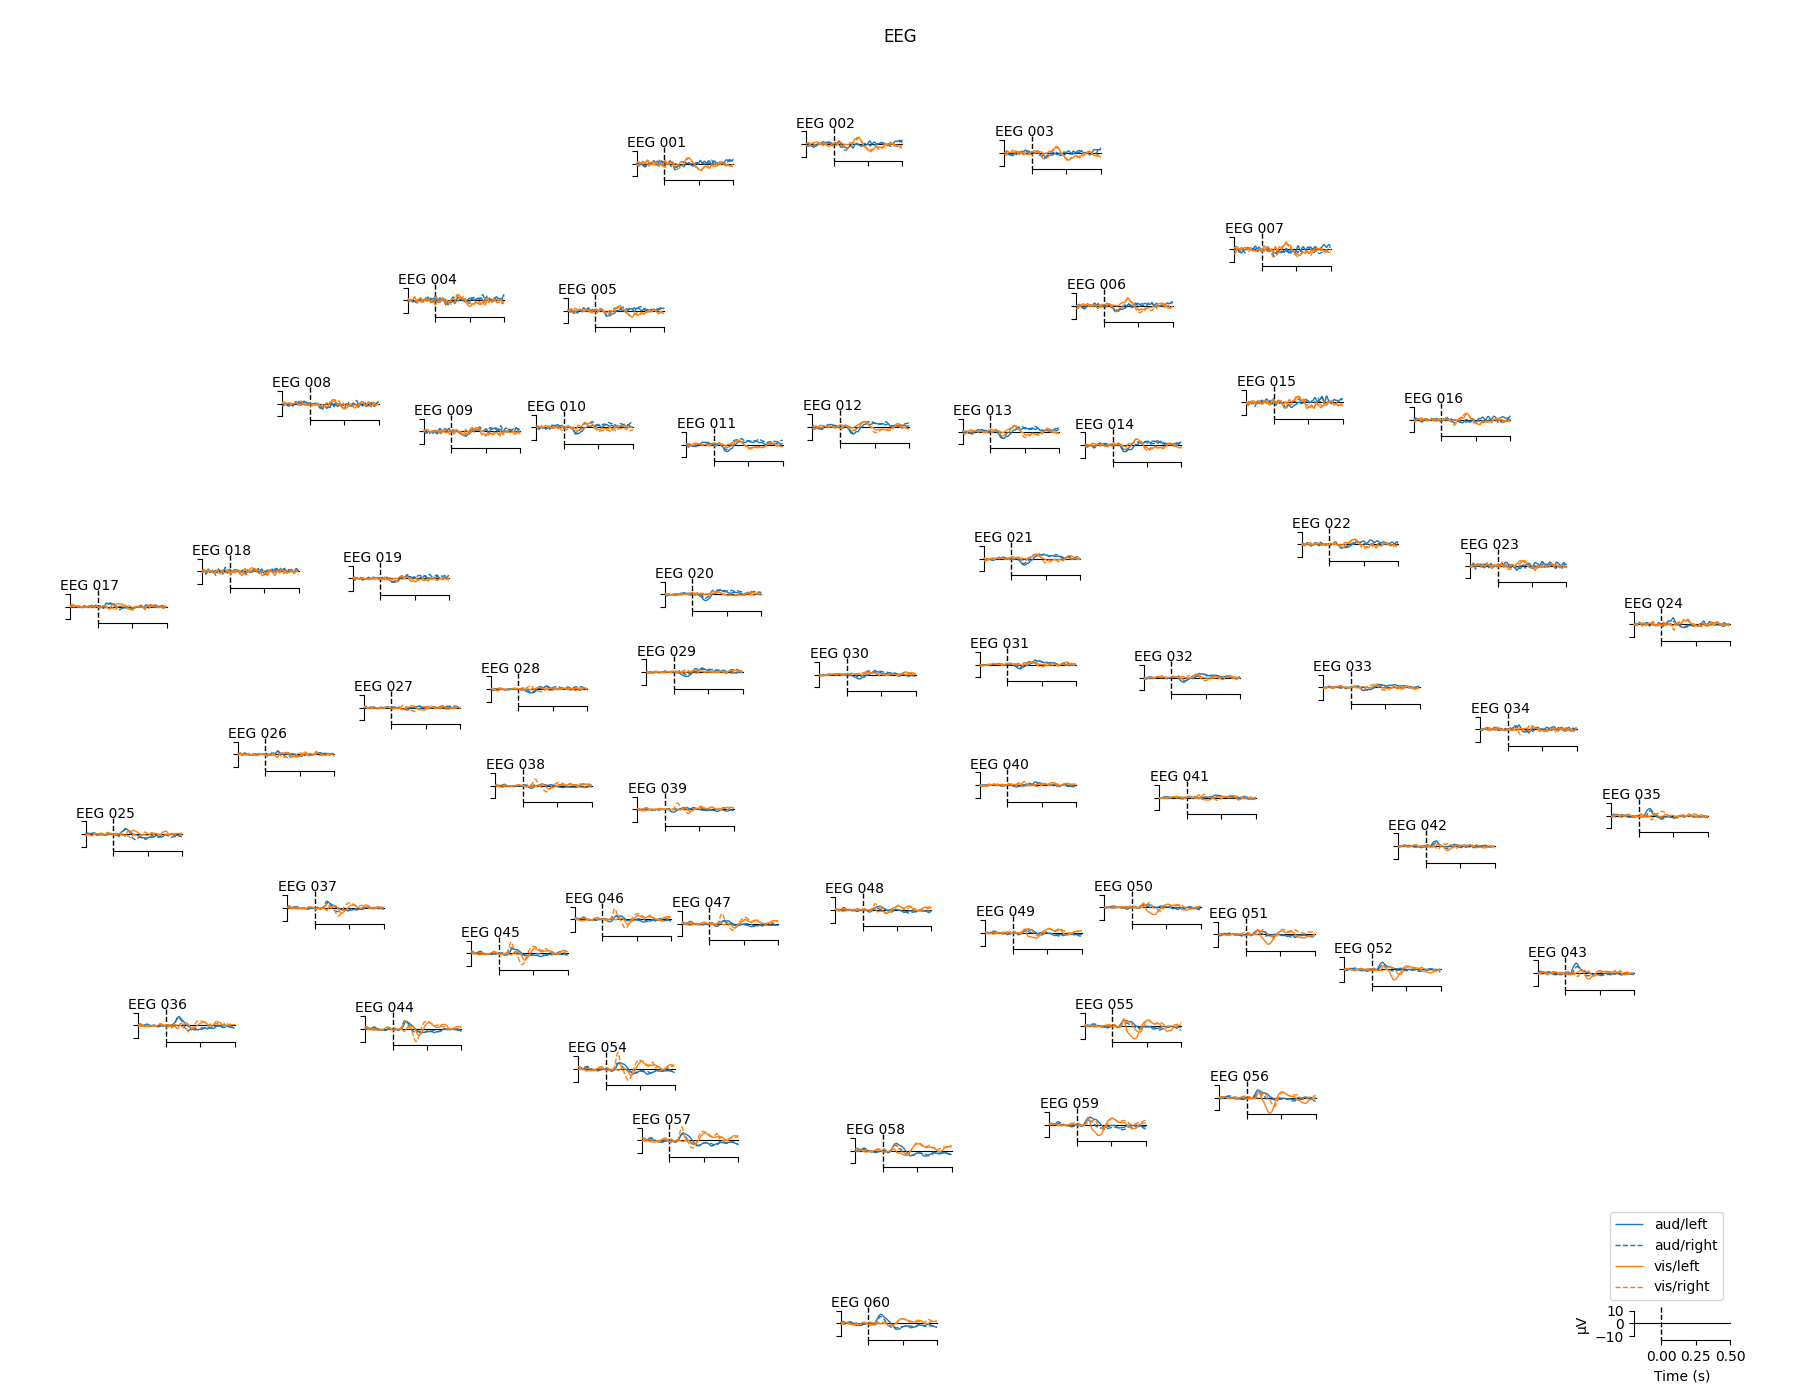 EEG
EEG 001
EEG 002
EEG 003
EEG 004
EEG 005
EEG 006
EEG 007
EEG 008
EEG 009
EEG 010
EEG 011
EEG 012
EEG 013
EEG 014
EEG 015
EEG 016
EEG 017
EEG 018
EEG 019
EEG 020
EEG 021
EEG 022
EEG 023
EEG 024
EEG 025
EEG 026
EEG 027
EEG 028
EEG 029
EEG 030
EEG 031
EEG 032
EEG 033
EEG 034
EEG 035
EEG 036
EEG 037
EEG 038
EEG 039
EEG 040
EEG 041
EEG 042
EEG 043
EEG 044
EEG 045
EEG 046
EEG 047
EEG 048
EEG 049
EEG 050
EEG 051
EEG 052
EEG 054
EEG 055
EEG 056
EEG 057
EEG 058
EEG 059
EEG 060
aud/left
aud/right
vis/left
vis/right
µV
10
0
−10
0.00 0.25 0.50
Time (s)